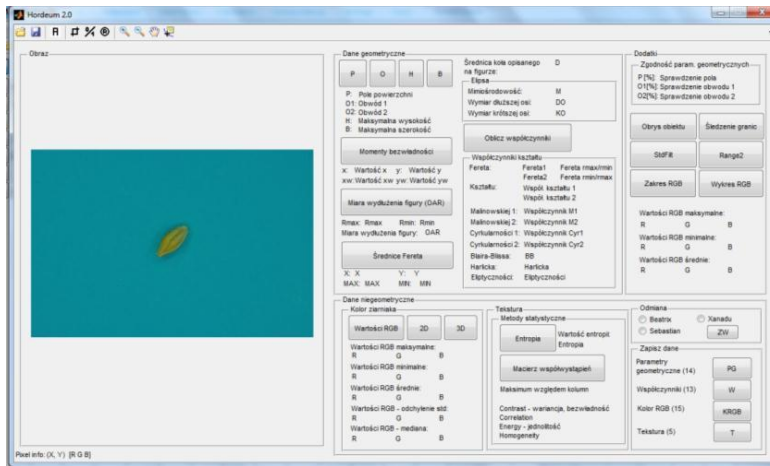 Hordeum 2.0
Obraz
Dane geometryczne
P O H B
P: Pole powierzchni
O1: Obwód 1
O2: Obwód 2
H: Maksymalna wysokość
B: Maksymalna szerokość
Momenty bezwładności
x: Wartość x y: Wartość y
xw: Wartość xw yw: Wartość yw
Miara wydłużenia figury (DAR)
Rmax: Rmax Rmin: Rmin
Miara wydłużenia figury: DAR
Średnice Fereta
X: X Y: Y
MAX: MAX MIN: MIN
Średnica koła opisanego D
na figurze:
Elipsa
Mimośrodowość: M
Wymiar dłuższej osi: DO
Wymiar krótszej osi: KO
Oblicz współczynniki
Współczynniki kształtu
Fereta: Fereta1 Fereta rmax/rmin
Fereta2 Fereta rmin/rmax
Kształtu: Współ. kształtu 1
Współ. kształtu 2
Malinowskiej 1: Współczynnik M1
Malinowskiej 2: Współczynnik M2
Cyrkularności 1: Współczynnik Cyr1
Cyrkularności 2: Współczynnik Cyr2
Blaira-Blissa: BB
Harlicka: Harlicka
Eliptyczności: Eliptyczności
Dodatki
Zgodność param. geometrycznych
P [%]: Sprawdzenie pola
O1[%]: Sprawdzenie obwodu 1
O2[%]: Sprawdzenie obwodu 2
Obrys obiektu Śledzenie granic
StdFilt Range2
Zakres RGB Wykres RGB
Wartości RGB maksymalne:
R G B
Wartości RGB minimalne:
R G B
Wartości RGB średnie:
R G B
Dane niegeometryczne
Kolor ziarniaka
Wartości RGB 2D 3D
Wartości RGB maksymalne:
R G B
Wartości RGB minimalne:
R G B
Wartości RGB średnie:
R G B
Wartości RGB - odchylenie std:
R G B
Wartości RGB - mediana:
R G B
Tekstura
Metody statystyczne
Entropia
Wartość entropii
Entropia
Macierz współwystąpień
Maksimum względem kolumn
Contrast - wariancja, bezwładność
Correlation
Energy - jednolitość
Homogeneity
Odmiana
Beatrix Xanadu
Sebastian ZW
Zapisz dane
Parametry
geometryczne (14) PG
Współczynniki (13) W
Kolor RGB (15) KRGB
Tekstura (5) T
Pixel info: (X, Y) [R G B]